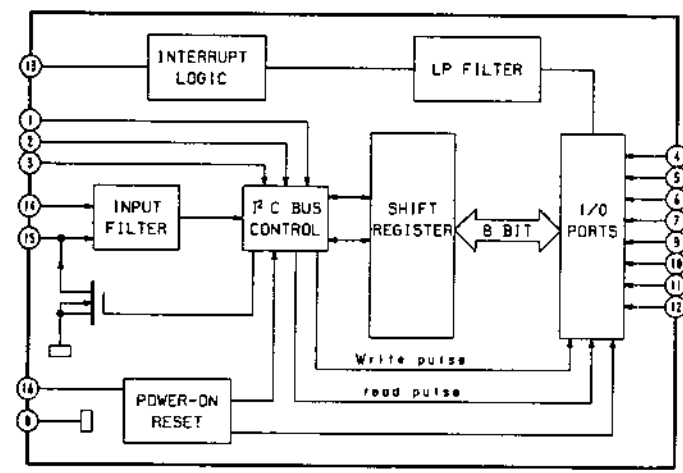 13
INTERRUPT
LOGIC
LP FILTER
1
2
3
4
5
6
7
9
10
11
12
14
15
INPUT
FILTER
I²C BUS
CONTROL
SHIFT
REGISTER
8 BIT
I/O
PORTS
Write pulse
read pulse
16
8
POWER-ON
RESET